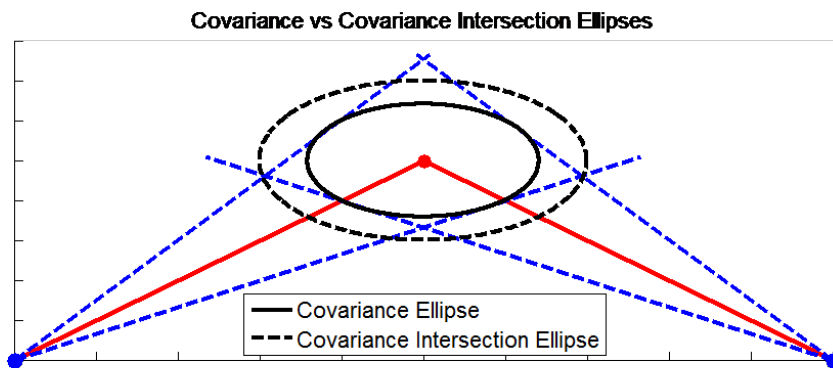 Covariance vs Covariance Intersection Ellipses
Covariance Ellipse
Covariance Intersection Ellipse